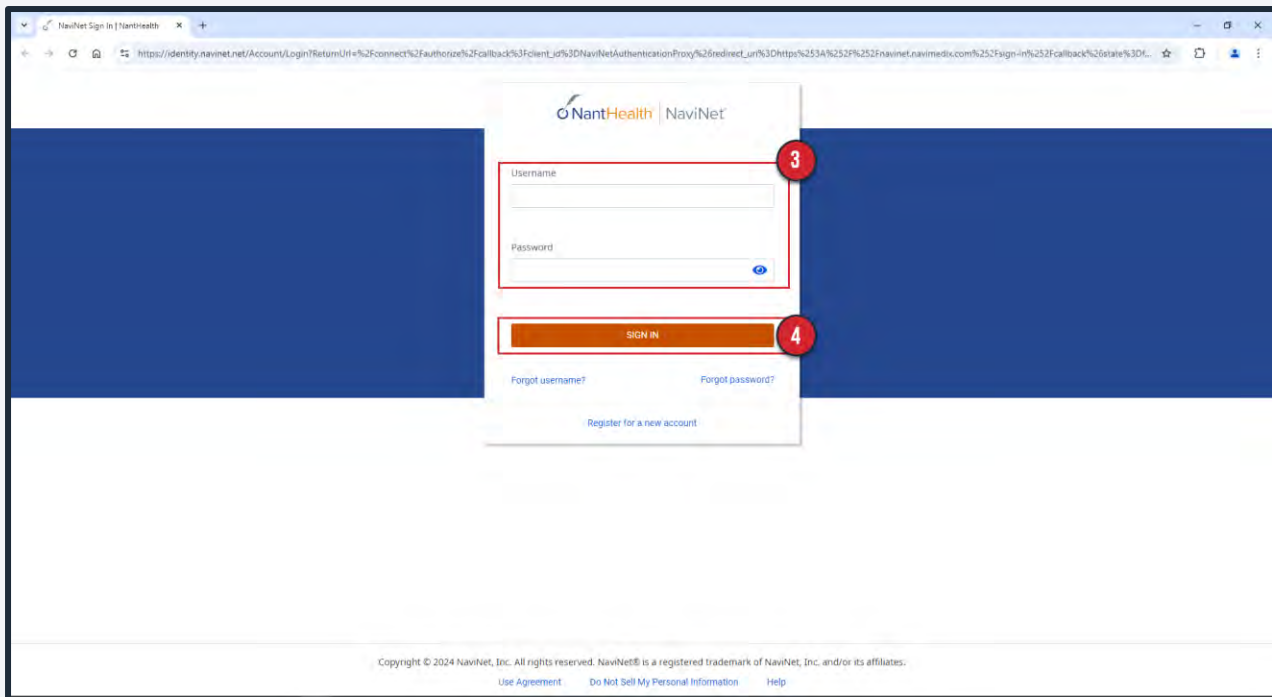 NaviNet Sign In | NantHealth
https://identity.navinet.net/Account/Login?ReturnUrl=%2Fconnect%2Fauthorize%2Fcallback%3Fclient_id%3DNaviNetAuthenticationProxy%26redirect_uri%3Dhttps%253A%252F%252Fnavinet.navimedix.com%252Fsign-in%252Fcallback%26state%3Df...
NantHealth | NaviNet
3
Username
Password
SIGN IN
4
Forgot username? Forgot password?
Register for a new account
Copyright © 2024 NaviNet, Inc. All rights reserved. NaviNet® is a registered trademark of NaviNet, Inc. and/or its affiliates.
Use Agreement Do Not Sell My Personal Information Help